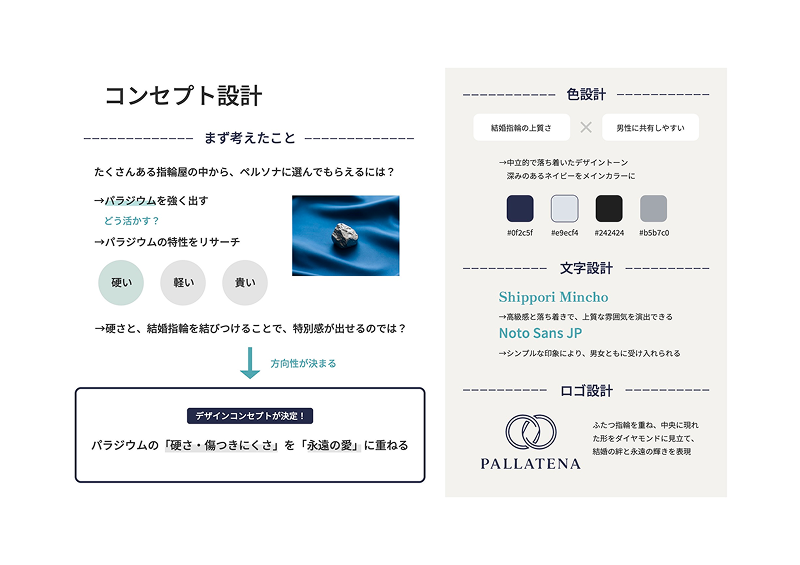 コンセプト設計
まず考えたこと
たくさんある指輪屋の中から、ペルソナに選んでもらえるには？
→パラジウムを強く出す
どう活かす？
→パラジウムの特性をリサーチ
硬い
軽い
貴い
→硬さと、結婚指輪を結びつけることで、特別感が出せるのでは？
方向性が決まる
デザインコンセプトが決定！
パラジウムの「硬さ・傷つきにくさ」を「永遠の愛」に重ねる
色設計
結婚指輪の上質さ
男性に共有しやすい
→中立的で落ち着いたデザイントーン
深みのあるネイビーをメインカラーに
#0f2c5f
#e9ecf4
#242424
#b5b7c0
文字設計
Shippori Mincho
→高級感と落ち着きで、上質な雰囲気を演出できる
Noto Sans JP
→シンプルな印象により、男女ともに受け入れられる
ロゴ設計
PALLATENA
ふたつ指輪を重ね、中央に現れ
た形をダイヤモンドに見立て、
結婚の絆と永遠の輝きを表現